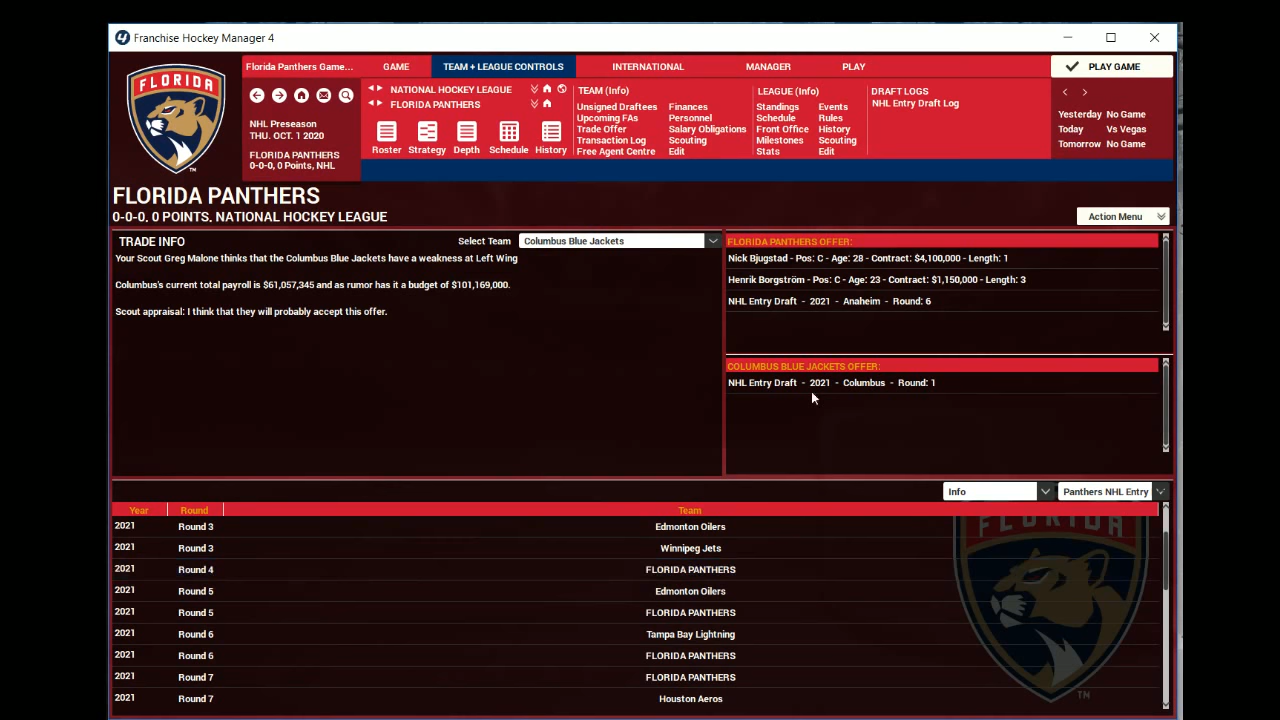 Franchise Hockey Manager 4
FLORIDA
Florida Panthers Game...
GAME
TEAM + LEAGUE CONTROLS
INTERNATIONAL
MANAGER
PLAY
PLAY GAME
NHL Preseason
THU. OCT. 1 2020
FLORIDA PANTHERS
0-0-0, 0 Points, NHL
NATIONAL HOCKEY LEAGUE
FLORIDA PANTHERS
Roster Strategy Depth Schedule History
TEAM (Info)
Unsigned Draftees Finances
Upcoming FAs Personnel
Trade Offer Salary Obligations
Transaction Log Scouting
Free Agent Centre Edit
LEAGUE (Info)
Standings Events
Schedule Rules
Front Office History
Milestones Scouting
Stats Edit
DRAFT LOGS
NHL Entry Draft Log
Yesterday No Game
Today Vs Vegas
Tomorrow No Game
FLORIDA PANTHERS
0-0-0, 0 POINTS, NATIONAL HOCKEY LEAGUE
Action Menu
TRADE INFO
Select Team Columbus Blue Jackets
Your Scout Greg Malone thinks that the Columbus Blue Jackets have a weakness at Left Wing
Columbus's current total payroll is $61,057,345 and as rumor has it a budget of $101,169,000.
Scout appraisal: I think that they will probably accept this offer.
FLORIDA PANTHERS OFFER:
Nick Bjugstad - Pos: C - Age: 28 - Contract: $4,100,000 - Length: 1
Henrik Borgström - Pos: C - Age: 23 - Contract: $1,150,000 - Length: 3
NHL Entry Draft - 2021 - Anaheim - Round: 6
COLUMBUS BLUE JACKETS OFFER:
NHL Entry Draft - 2021 - Columbus - Round: 1
Info
Panthers NHL Entry
Year Round Team
2021 Round 3 Edmonton Oilers
2021 Round 3 Winnipeg Jets
2021 Round 4 FLORIDA PANTHERS
2021 Round 5 Edmonton Oilers
2021 Round 5 FLORIDA PANTHERS
2021 Round 6 Tampa Bay Lightning
2021 Round 6 FLORIDA PANTHERS
2021 Round 7 FLORIDA PANTHERS
2021 Round 7 Houston Aeros
FLORIDA
TM